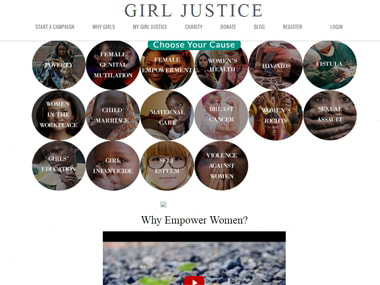 GIRL JUSTICE
START A CAMPAIGN WHY GIRLS MY GIRL JUSTICE CHARITY DONATE BLOG REGISTER LOGIN
Choose Your Cause
POVERTY
FEMALE
GENITAL
MUTILATION
FEMALE
EMPOWERMENT
WOMEN'S
HEALTH
HIV/AIDS
FISTULA
WOMEN
IN THE
WORKPLACE
CHILD
MARRIAGE
MATERNAL
CARE
BREAST
CANCER
WOMEN'S
RIGHTS
SEXUAL
ASSAULT
GIRLS'
EDUCATION
GIRL
INFANTICIDE
SELF
ESTEEM
VIOLENCE
AGAINST
WOMEN
Why Empower Women?